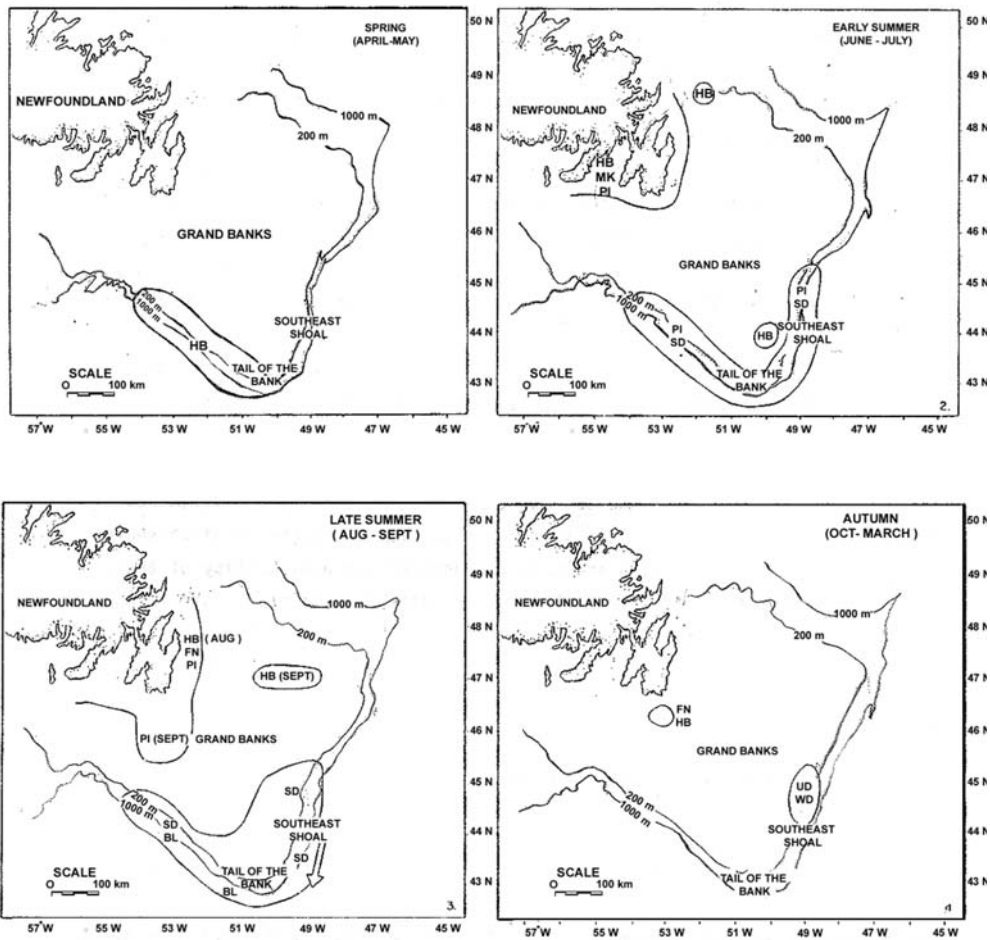 SPRING
(APRIL-MAY)
50 N
49 N
48 N
47 N
46 N
45 N
44 N
43 N
NEWFOUNDLAND
1000 m
200 m
GRAND BANKS
200 m
1000 m
HB
SOUTHEAST
SHOAL
TAIL OF THE
BANK
SCALE
O 100 km
57°W 55 W 53 W 51 W 49 W 47 W 45 W
EARLY SUMMER
(JUNE - JULY)
50 N
49 N
48 N
47 N
46 N
45 N
44 N
43 N
HB
NEWFOUNDLAND
1000 m
200 m
HB
MK
PI
GRAND BANKS
200 m
1000 m
PI
SD
PI
SD
HB
SOUTHEAST
SHOAL
TAIL OF THE
BANK
SCALE
O 100 km
2.
57°W 55 W 53 W 51 W 49 W 47 W 45 W
LATE SUMMER
( AUG - SEPT )
50 N
49 N
48 N
47 N
46 N
45 N
44 N
43 N
NEWFOUNDLAND
1000 m
200 m
HB ( AUG )
FN
PI
HB (SEPT)
PI (SEPT)
GRAND BANKS
200 m
1000 m
SD
BL
SD
SOUTHEAST
SHOAL
SD
TAIL OF THE
BANK
BL
SCALE
O 100 km
3.
57°W 55 W 53 W 51 W 49 W 47 W 45 W
AUTUMN
(OCT- MARCH )
50 N
49 N
48 N
47 N
46 N
45 N
44 N
43 N
NEWFOUNDLAND
1000 m
200 m
FN
HB
GRAND BANKS
200 m
1000 m
UD
WD
SOUTHEAST
SHOAL
TAIL OF THE
BANK
SCALE
O 100 km
57°W 55 W 53 W 51 W 49 W 47 W 45 W